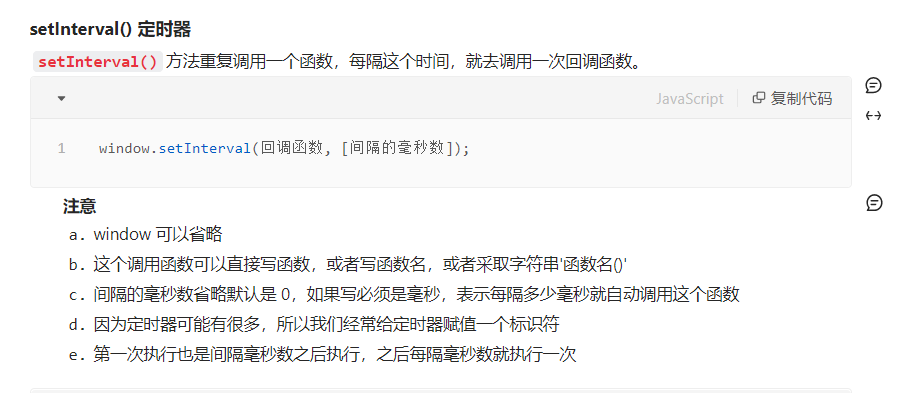 setInterval() 定时器
setInterval() 方法重复调用一个函数，每隔这个时间，就去调用一次回调函数。
JavaScript 复制代码
1 window.setInterval(回调函数, [间隔的毫秒数]);
注意
a. window 可以省略
b. 这个调用函数可以直接写函数，或者写函数名，或者采取字符串'函数名()'
c. 间隔的毫秒数省略默认是 0，如果写必须是毫秒，表示每隔多少毫秒就自动调用这个函数
d. 因为定时器可能有很多，所以我们经常给定时器赋值一个标识符
e. 第一次执行也是间隔毫秒数之后执行，之后每隔毫秒数就执行一次